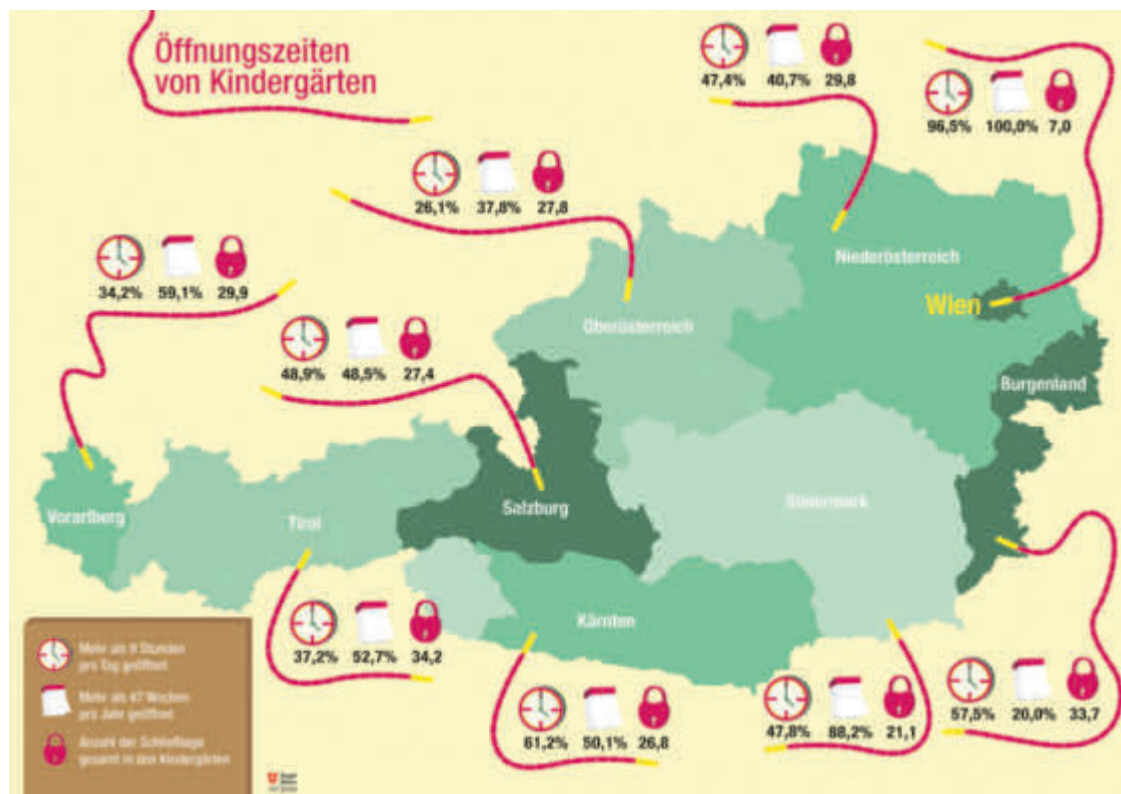 Öffnungszeiten
von Kindergärten
47,4% 40,7% 29,8
96,5% 100,0% 7,0
26,1% 37,8% 27,8
34,2% 59,1% 29,9
48,9% 48,5% 27,4
Niederösterreich
Wien
Oberösterreich
Burgenland
Salzburg
Steiermark
Vorarlberg
Tirol
Kärnten
37,2% 52,7% 34,2
61,2% 50,1% 26,8
47,8% 88,2% 21,1
57,5% 20,0% 33,7
Mehr als 9 Stunden
pro Tag geöffnet
Mehr als 47 Wochen
pro Jahr geöffnet
Anzahl der Schließtage
gesamt in den Kindergärten